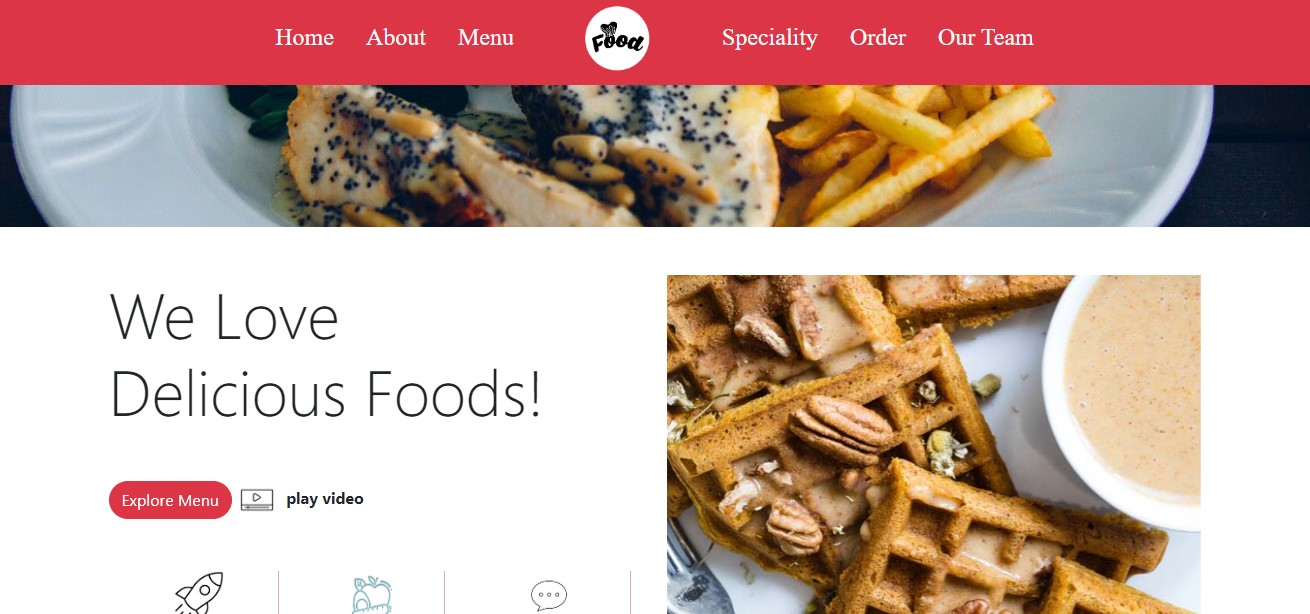 Home About Menu Food Speciality Order Our Team
We Love
Delicious Foods!
Explore Menu play video